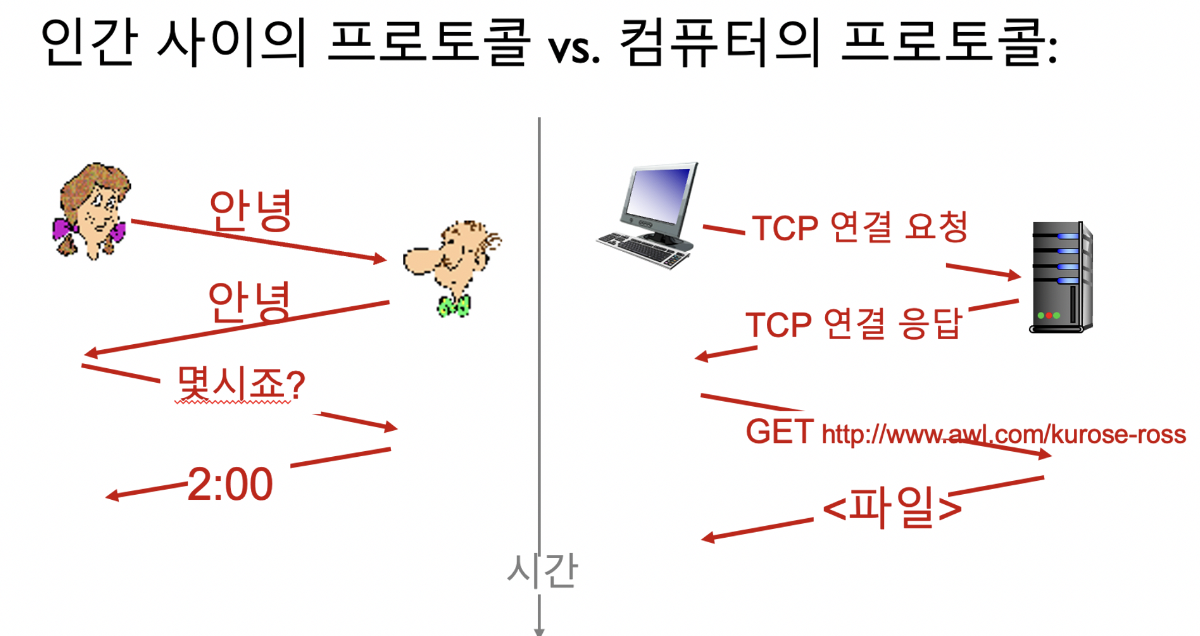 인간 사이의 프로토콜 vs. 컴퓨터의 프로토콜:
안녕
안녕
몇시죠?
2:00
TCP 연결 요청
TCP 연결 응답
GET http://www.awl.com/kurose-ross
<파일>
시간